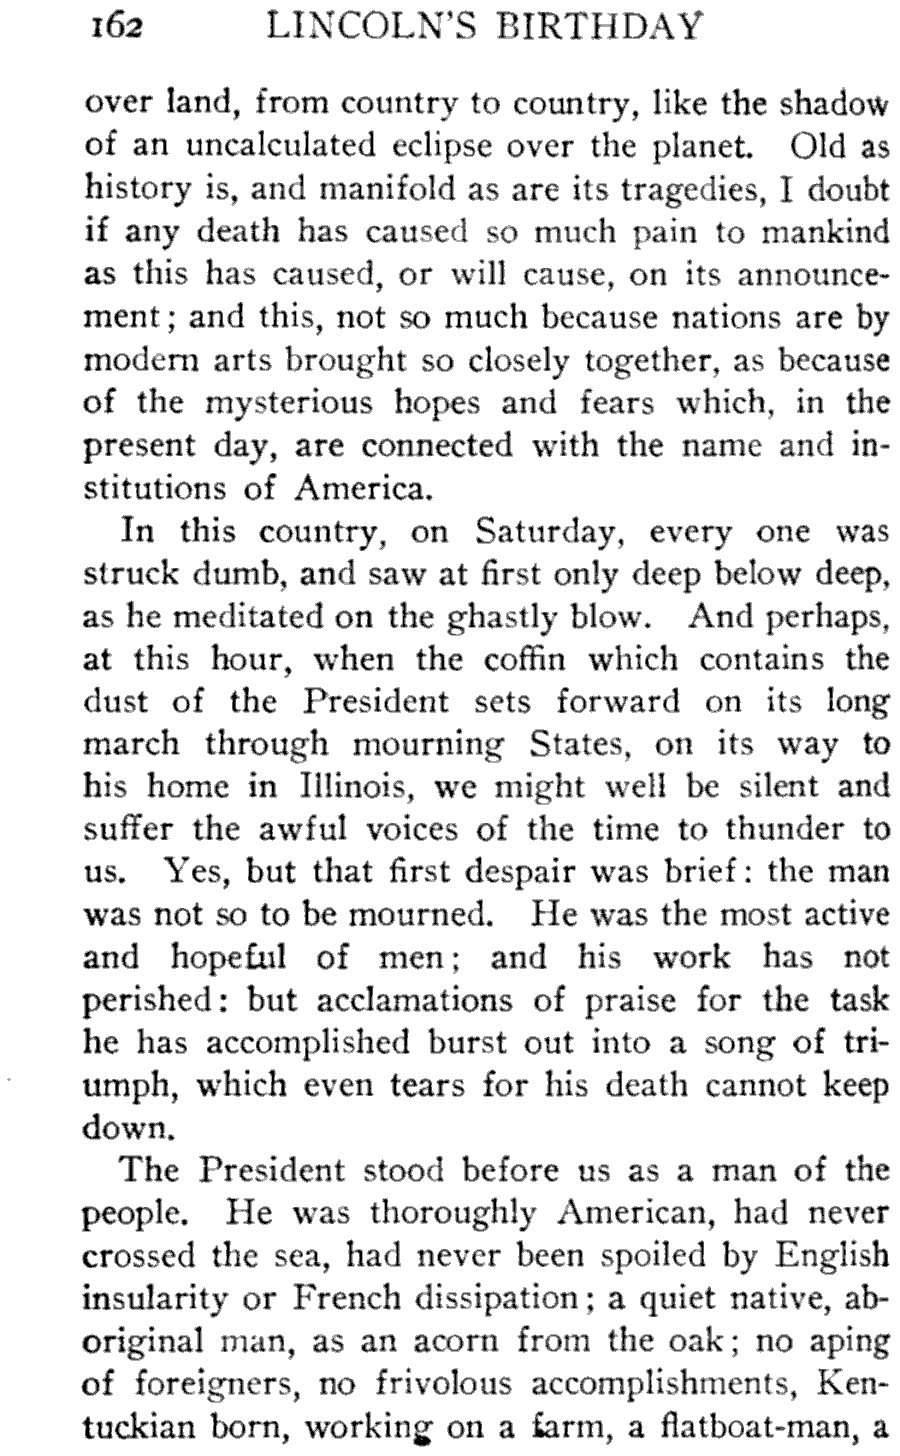 162 LINCOLN'S BIRTHDAY
over land, from country to country, like the shadow
of an uncalculated eclipse over the planet. Old as
history is, and manifold as are its tragedies, I doubt
if any death has caused so much pain to mankind
as this has caused, or will cause, on its announce-
ment; and this, not so much because nations are by
modern arts brought so closely together, as because
of the mysterious hopes and fears which, in the
present day, are connected with the name and in-
stitutions of America.
In this country, on Saturday, every one was
struck dumb, and saw at first only deep below deep,
as he meditated on the ghastly blow. And perhaps,
at this hour, when the coffin which contains the
dust of the President sets forward on its long
march through mourning States, on its way to
his home in Illinois, we might well be silent and
suffer the awful voices of the time to thunder to
us. Yes, but that first despair was brief: the man
was not so to be mourned. He was the most active
and hopeful of men; and his work has not
perished: but acclamations of praise for the task
he has accomplished burst out into a song of tri-
umph, which even tears for his death cannot keep
down.
The President stood before us as a man of the
people. He was thoroughly American, had never
crossed the sea, had never been spoiled by English
insularity or French dissipation; a quiet native, ab-
original man, as an acorn from the oak; no aping
of foreigners, no frivolous accomplishments, Ken-
tuckian born, working on a farm, a flatboat-man, a